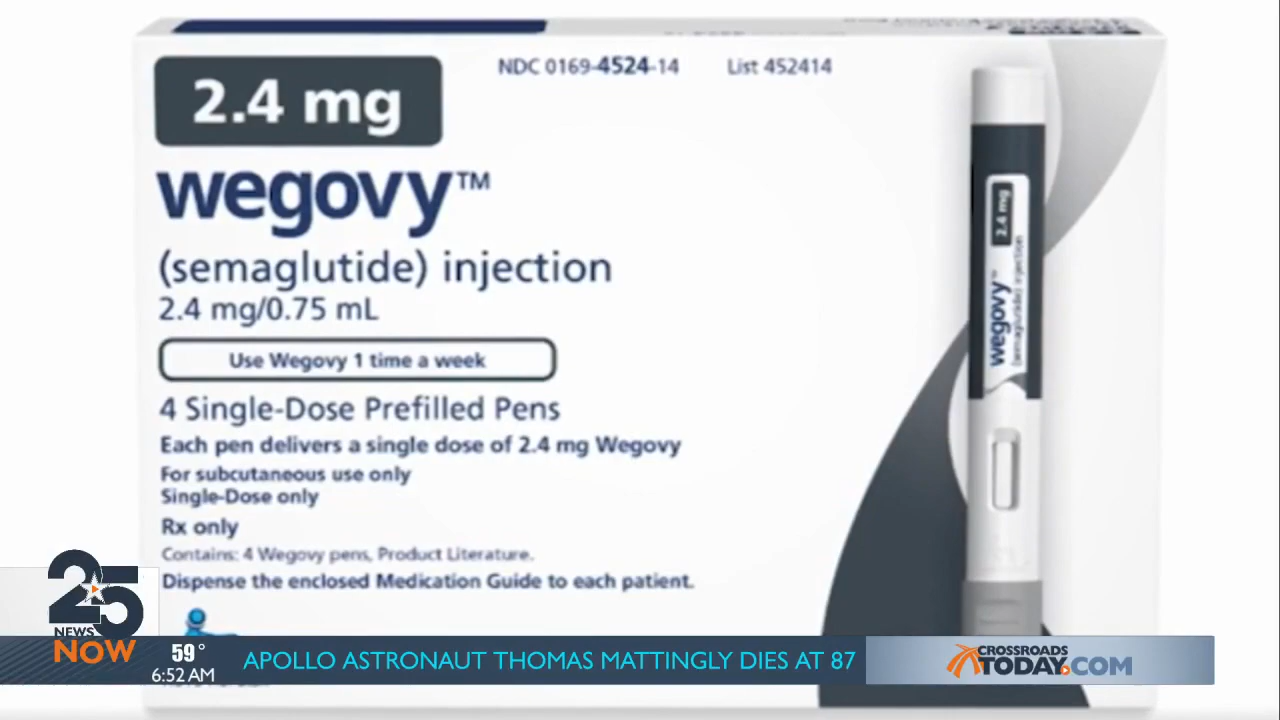 2.4 mg
NDC 0169-4524-14 List 452414
wegovy™
(semaglutide) injection
2.4 mg/0.75 mL
Use Wegovy 1 time a week
4 Single-Dose Prefilled Pens
Each pen delivers a single dose of 2.4 mg Wegovy
For subcutaneous use only
Single-Dose only
Rx only
Contains: 4 Wegovy pens, Product Literature.
Dispense the enclosed Medication Guide to each patient.
2.4 mg
wegovy™
(semaglutide) injection
25
NEWS
NOW
59°
6:52 AM
APOLLO ASTRONAUT THOMAS MATTINGLY DIES AT 87
CROSSROADS
TODAY.COM